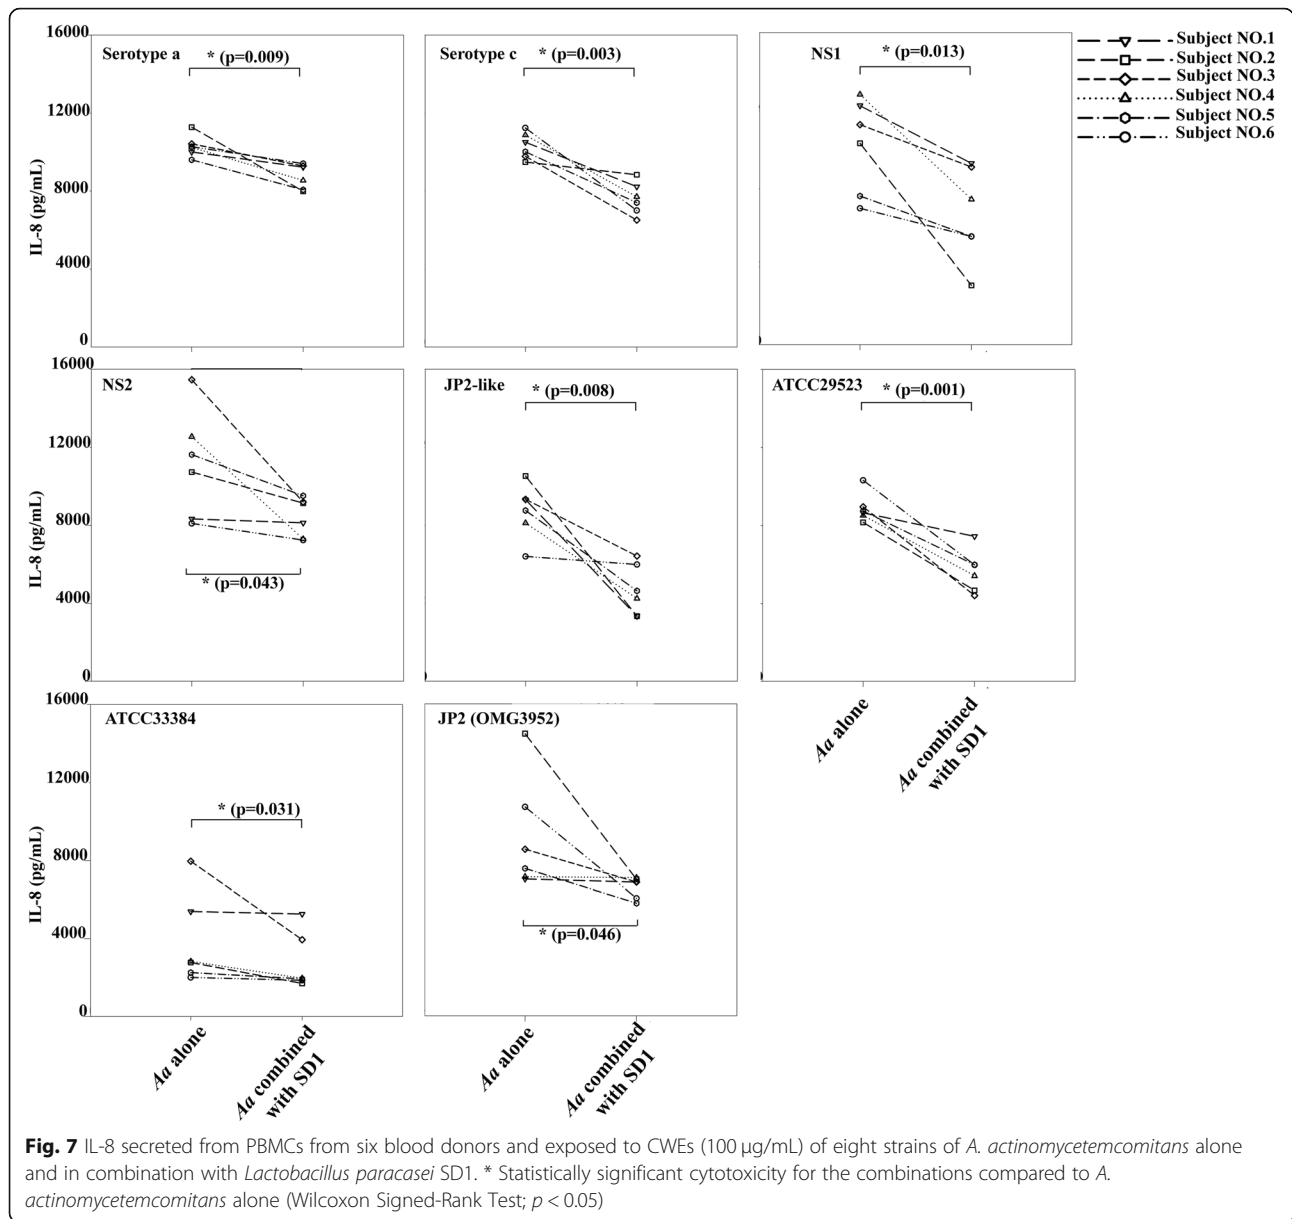 16000
12000
8000
4000
0
IL-8 (pg/mL)
Serotype a
* (p=0.009)
Serotype c
* (p=0.003)
NS1
* (p=0.013)
Subject NO.1
Subject NO.2
Subject NO.3
Subject NO.4
Subject NO.5
Subject NO.6
16000
12000
8000
4000
0
IL-8 (pg/mL)
NS2
* (p=0.043)
JP2-like
* (p=0.008)
ATCC29523
* (p=0.001)
16000
12000
8000
4000
0
IL-8 (pg/mL)
ATCC33384
* (p=0.031)
JP2 (OMG3952)
* (p=0.046)
Aa alone
Aa combined
with SD1
Aa alone
Aa combined
with SD1
Aa alone
Aa combined
with SD1
Fig. 7 IL-8 secreted from PBMCs from six blood donors and exposed to CWEs (100 μg/mL) of eight strains of A. actinomycetemcomitans alone
and in combination with Lactobacillus paracasei SD1. * Statistically significant cytotoxicity for the combinations compared to A.
actinomycetemcomitans alone (Wilcoxon Signed-Rank Test; p < 0.05)